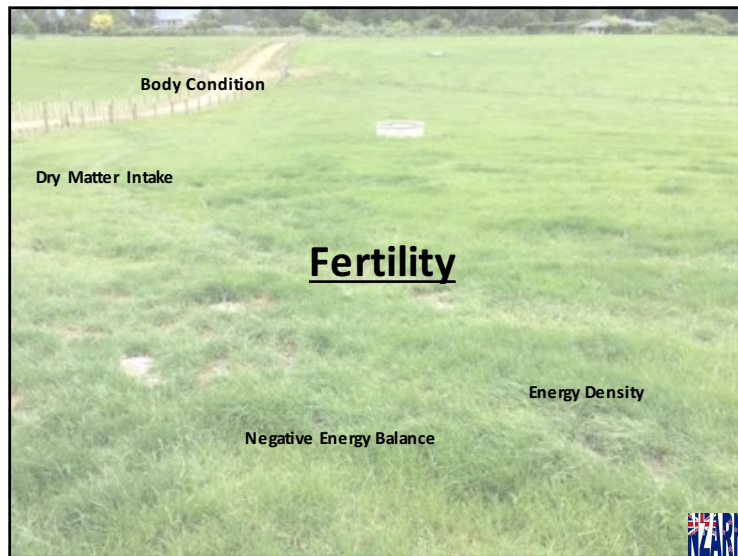 Body Condition
Dry Matter Intake
Fertility
Energy Density
Negative Energy Balance